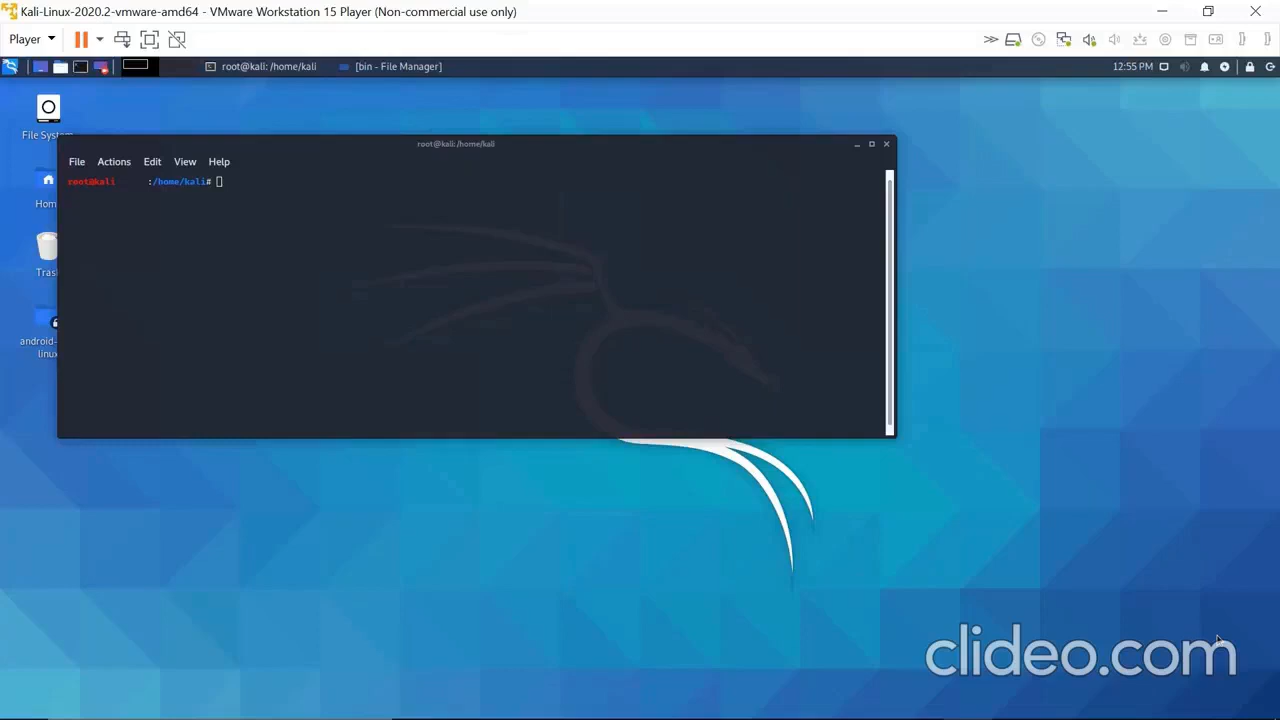 Kali-Linux-2020.2-vmware-amd64 - VMware Workstation 15 Player (Non-commercial use only)
Player
root@kali: /home/kali
[bin - File Manager]
12:55 PM
File System
root@kali: /home/kali
File Actions Edit View Help
root@kali :/home/kali#
Hom
Tras
android-
linux
clideo.com